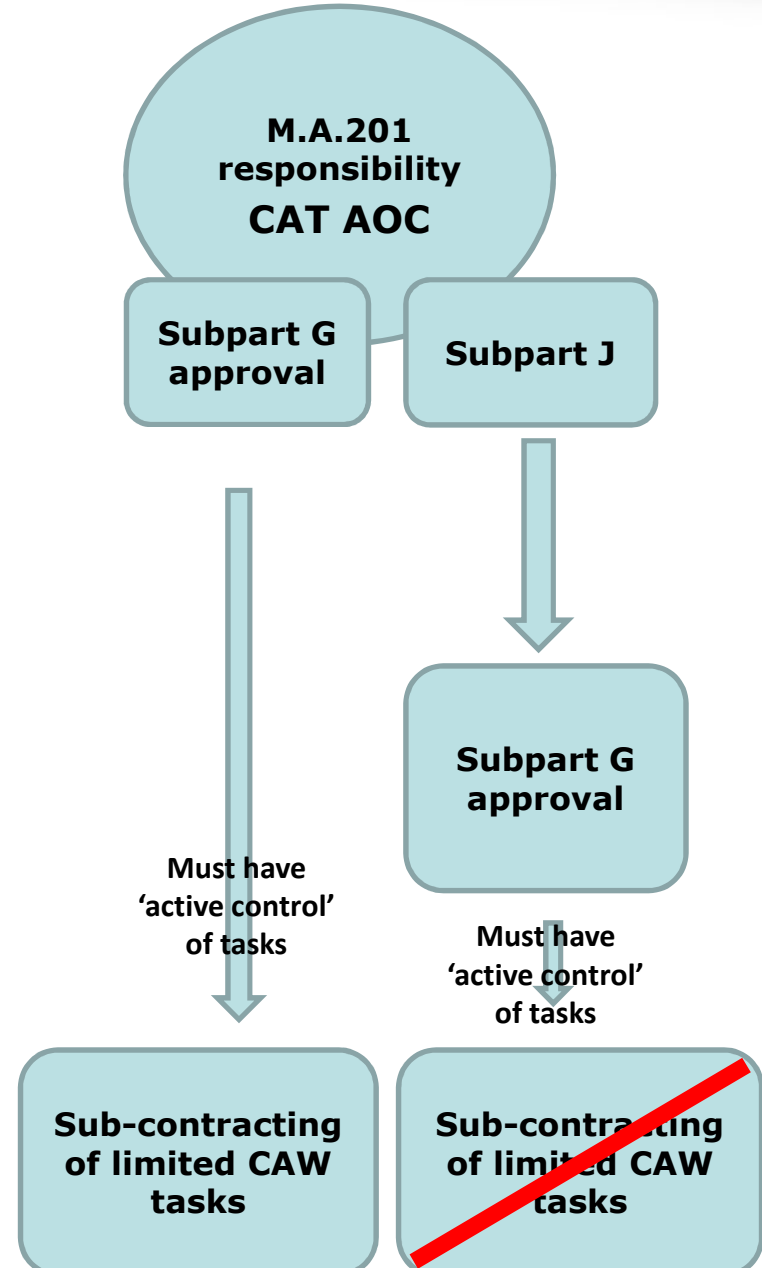 M.A.201
responsibility
CAT AOC
Subpart G
approval
Subpart J
Subpart G
approval
Must have
‘active control’
of tasks
Must have
‘active control’
of tasks
Sub-contracting
of limited CAW
tasks
Sub-contracting
of limited CAW
tasks